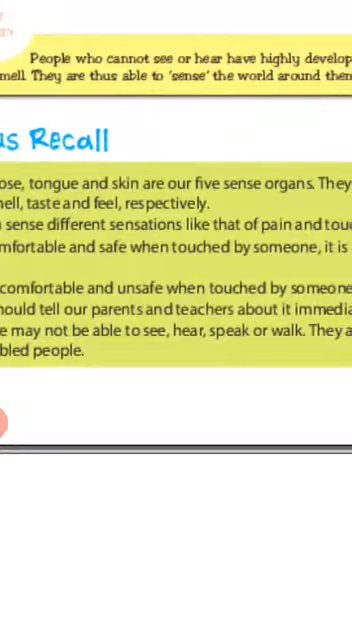 People who cannot see or hear have highly develop
mell. They are thus able to 'sense' the world around them
us Recall
ose, tongue and skin are our five sense organs. They
nell, taste and feel, respectively.
sense different sensations like that of pain and touc
mfortable and safe when touched by someone, it is
comfortable and unsafe when touched by someone
hould tell our parents and teachers about it immedia
e may not be able to see, hear, speak or walk. They a
bled people.